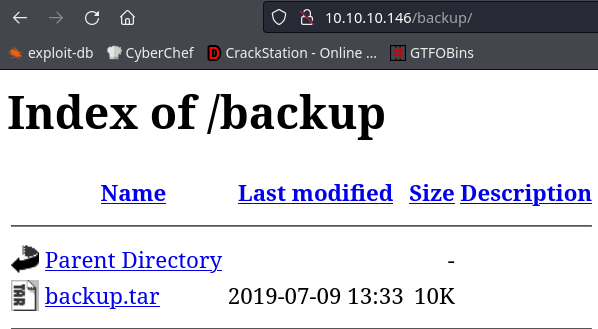 10.10.10.146/backup/
exploit-db CyberChef CrackStation - Online ... GTFOBins
Index of /backup
Name Last modified Size Description
Parent Directory -
TAR backup.tar 2019-07-09 13:33 10K